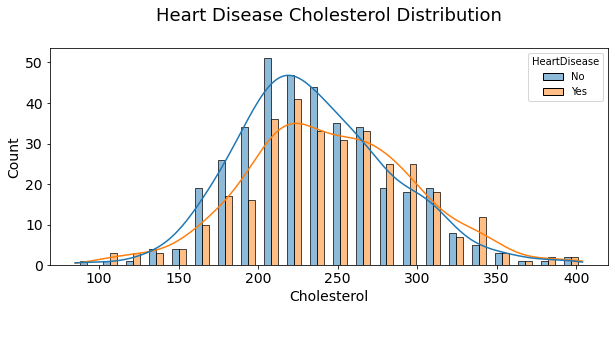 Heart Disease Cholesterol Distribution
HeartDisease
No
Yes
Count
50
40
30
20
10
0
100 150 200 250 300 350 400
Cholesterol